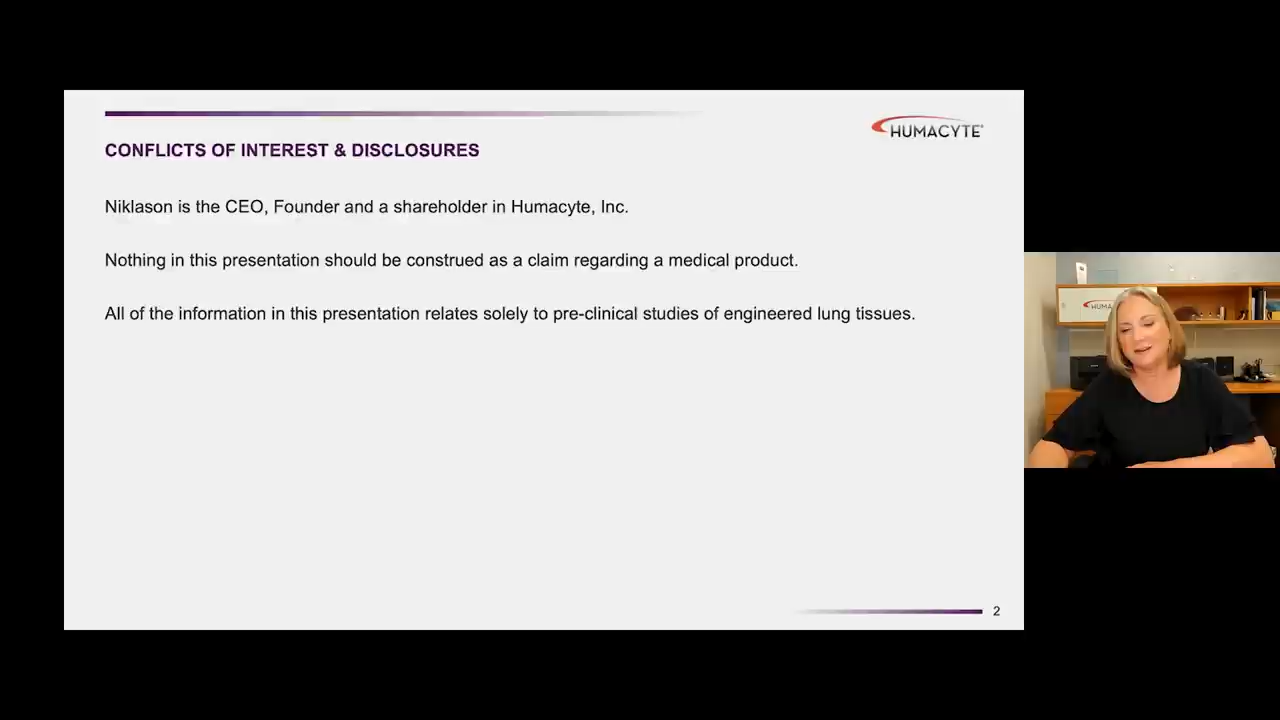 HUMACYTE
CONFLICTS OF INTEREST & DISCLOSURES
Niklason is the CEO, Founder and a shareholder in Humacyte, Inc.
Nothing in this presentation should be construed as a claim regarding a medical product.
All of the information in this presentation relates solely to pre-clinical studies of engineered lung tissues.
2
HUMA